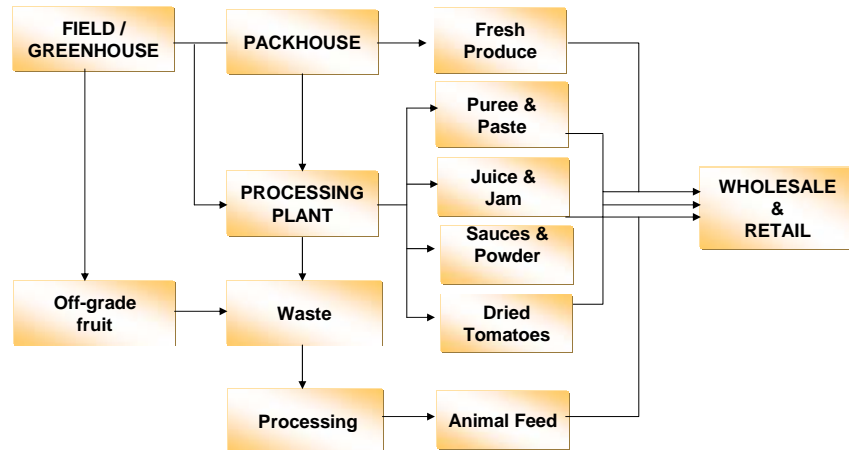 FIELD /
GREENHOUSE
PACKHOUSE
Fresh
Produce
Puree &
Paste
PROCESSING
PLANT
Juice &
Jam
WHOLESALE
&
RETAIL
Sauces &
Powder
Off-grade
fruit
Waste
Dried
Tomatoes
Processing
Animal Feed